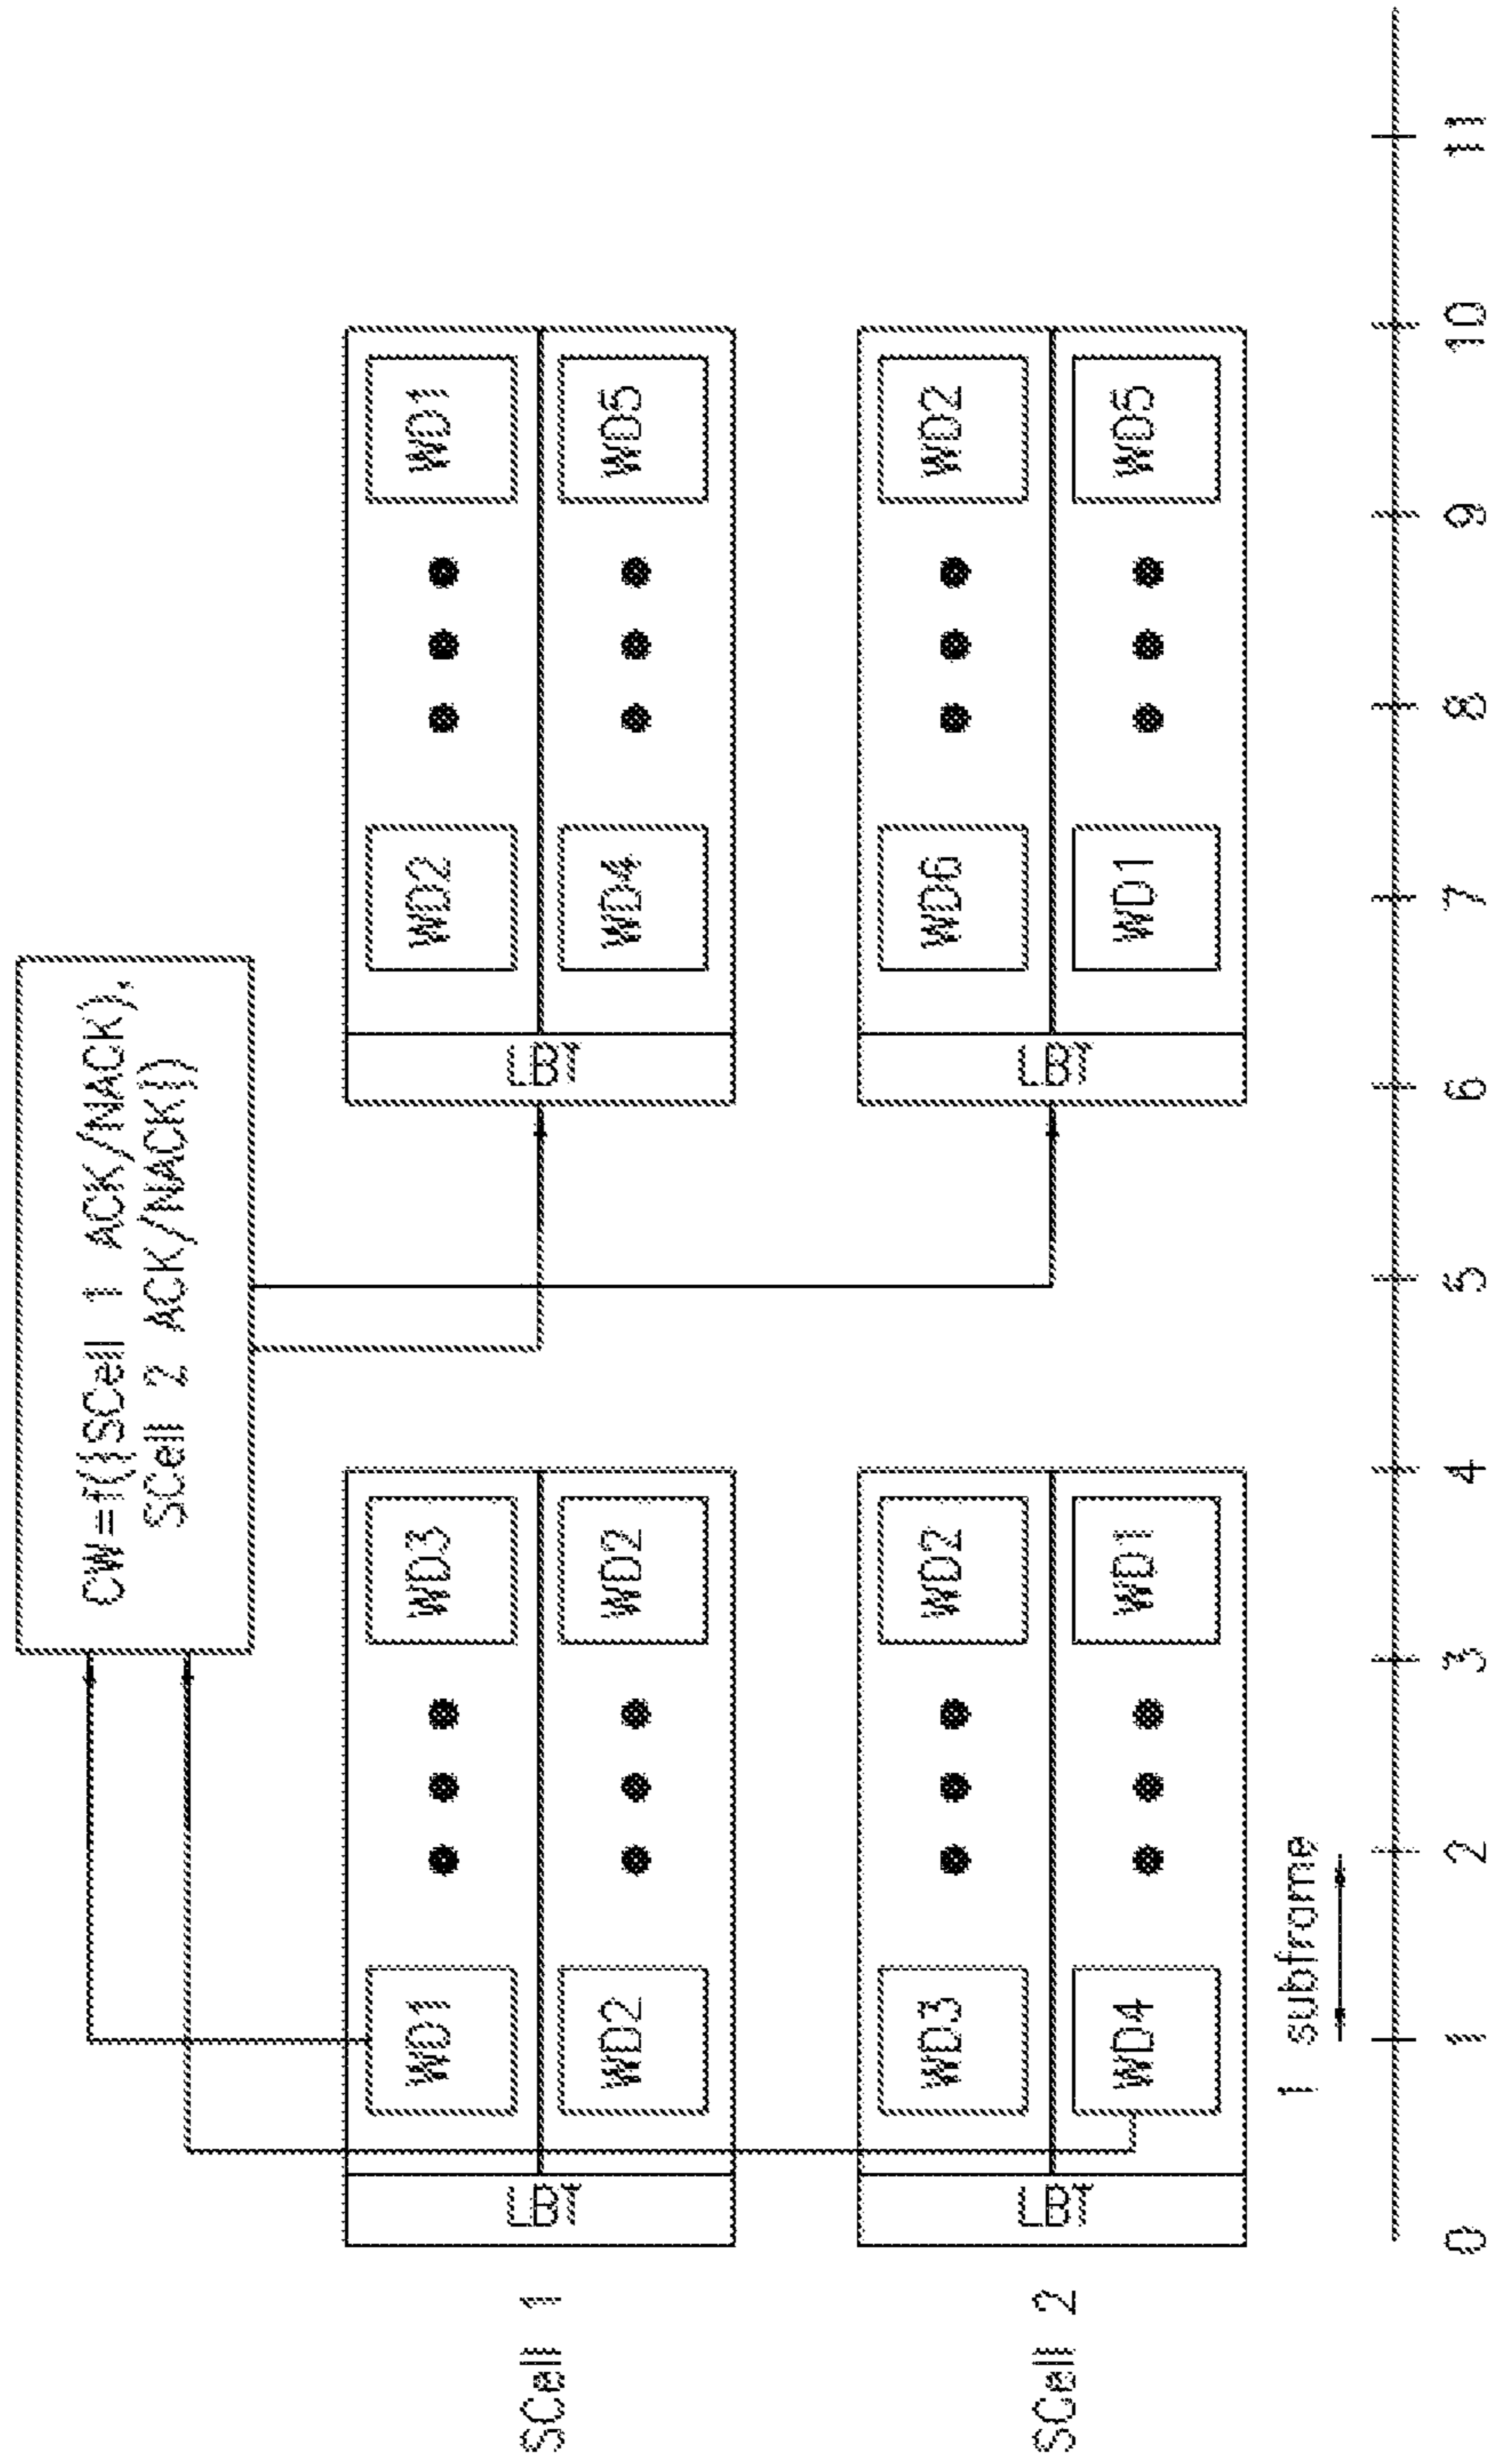 CW=f({SCell 1 ACK/NACK},
SCell 2 ACK/NACK})
SCell 1
LBT
WD1
WD3
WD2
WD2
LBT
WD2
WD1
WD4
WD5
SCell 2
LBT
WD3
WD2
WD4
WD1
LBT
WD6
WD2
WD1
WD5
1 subframe
0 1 2 3 4 5 6 7 8 9 10 11